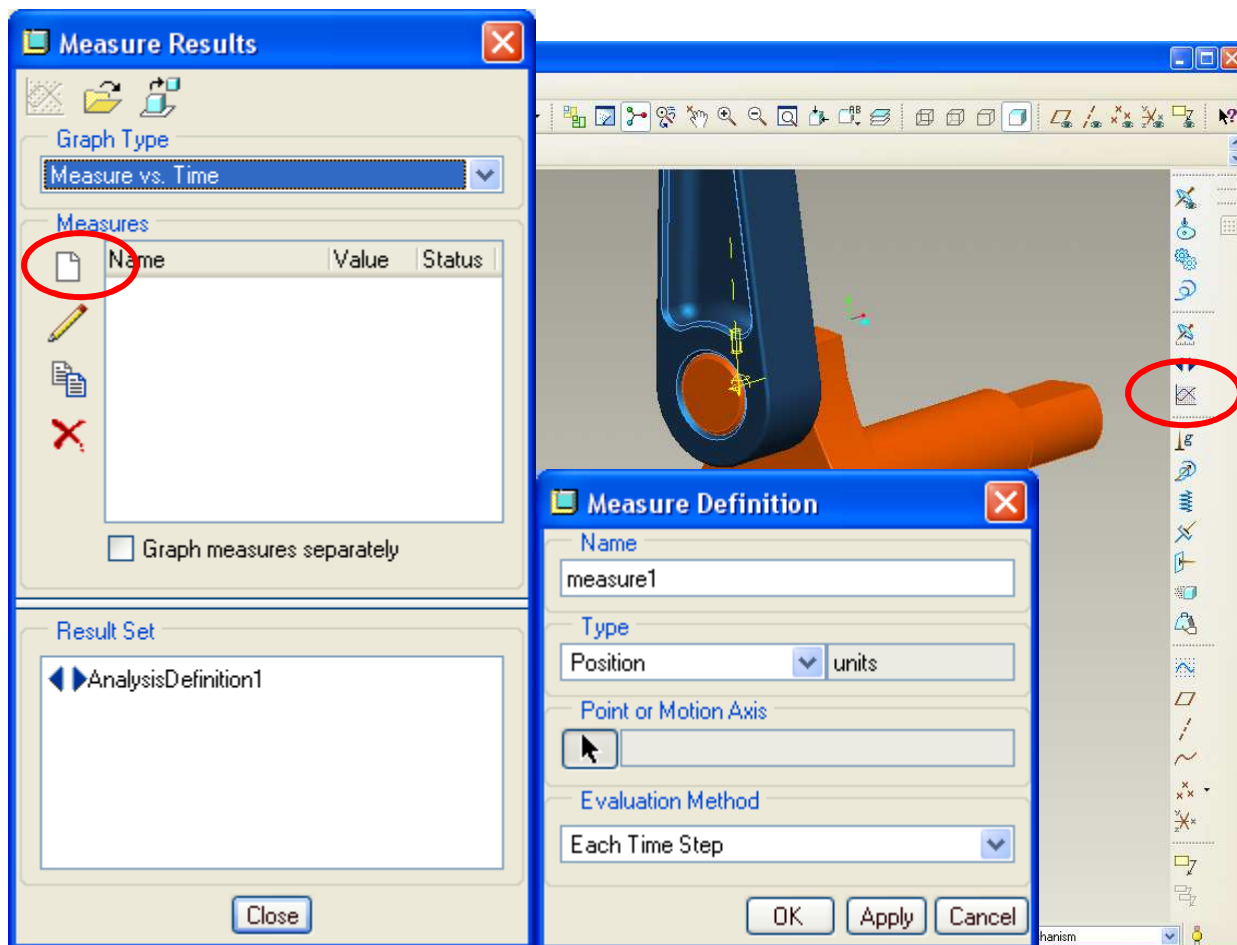 Measure Results
Graph Type
Measure vs. Time
Measures
Name Value Status
Graph measures separately
Result Set
AnalysisDefinition1
Close
Measure Definition
Name
measure1
Type
Position units
Point or Motion Axis
Evaluation Method
Each Time Step
OK Apply Cancel
hanism